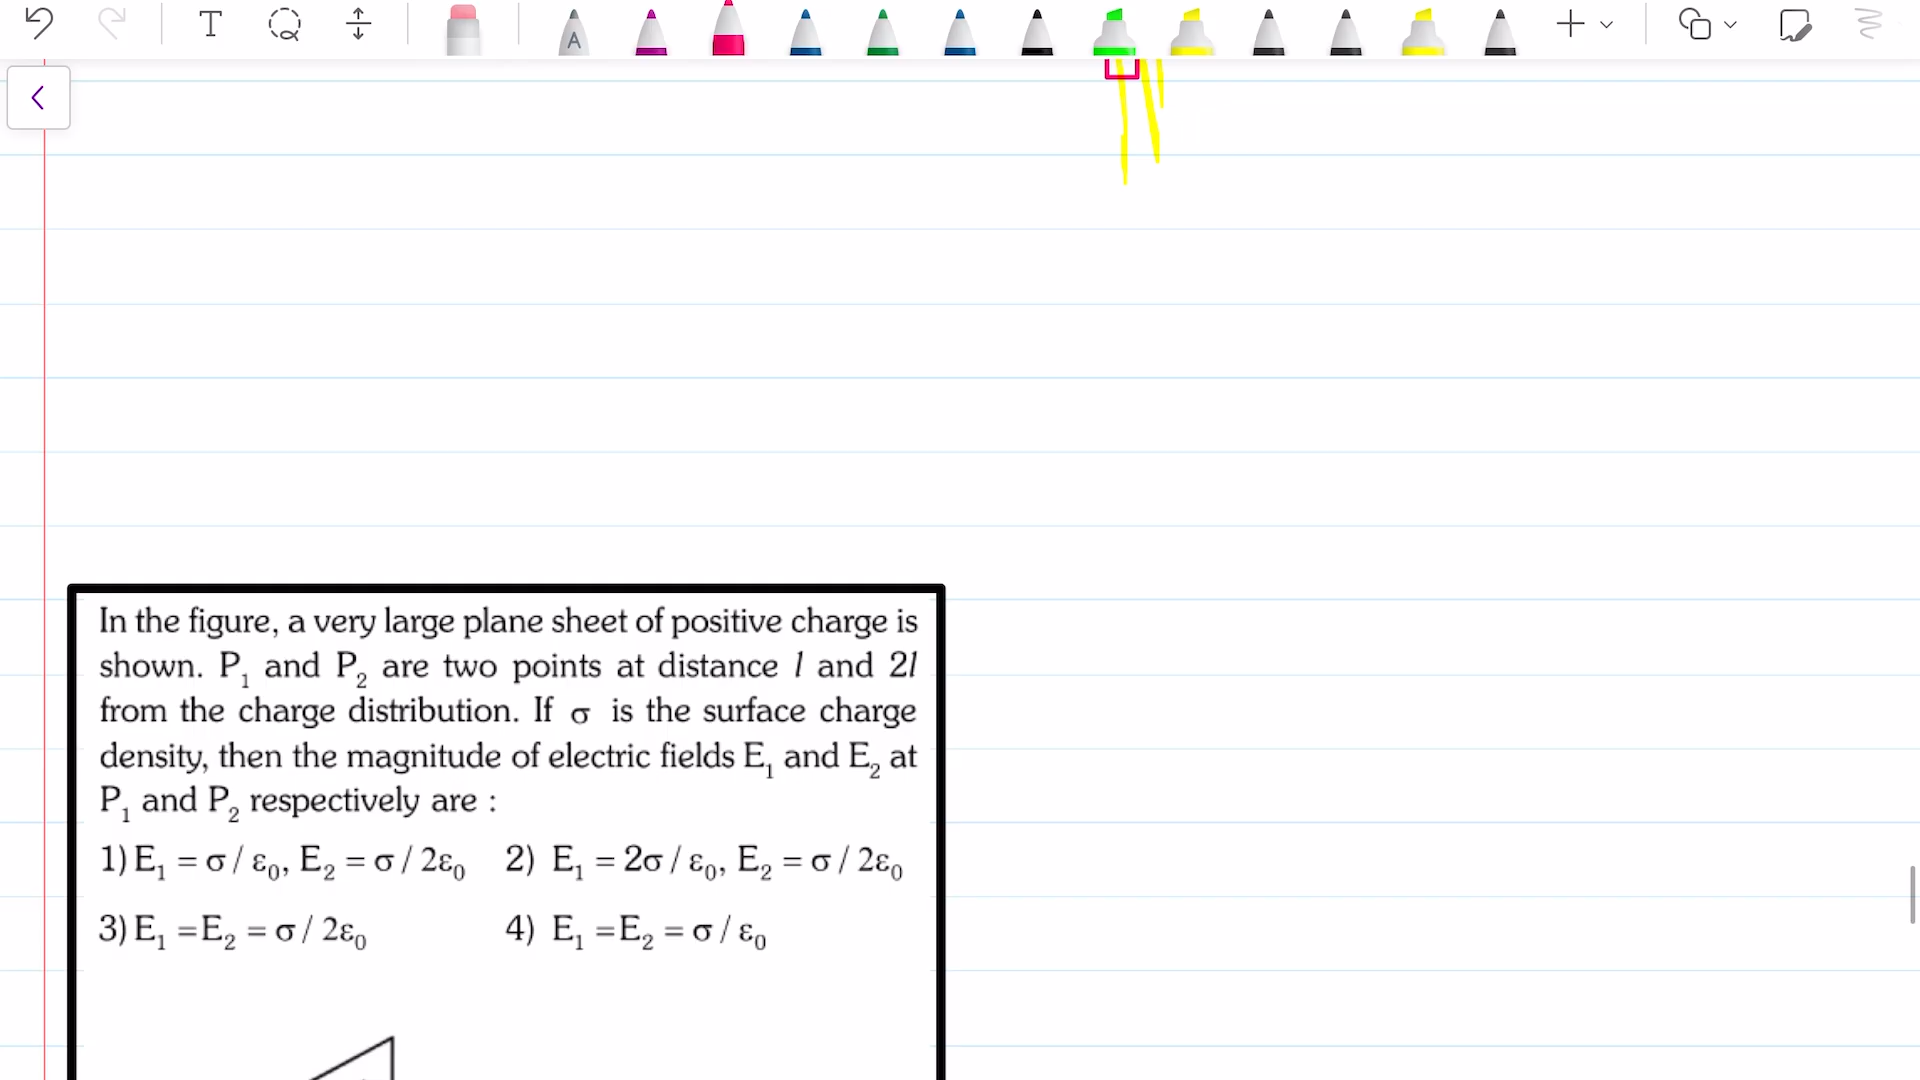 T
A
In the figure, a very large plane sheet of positive charge is
shown. P₁ and P₂ are two points at distance l and 2l
from the charge distribution. If σ is the surface charge
density, then the magnitude of electric fields E₁ and E₂ at
P₁ and P₂ respectively are :
1) E₁ = σ / ε₀, E₂ = σ / 2ε₀ 2) E₁ = 2σ / ε₀, E₂ = σ / 2ε₀
3) E₁ =E₂ = σ / 2ε₀ 4) E₁ =E₂ = σ / ε₀